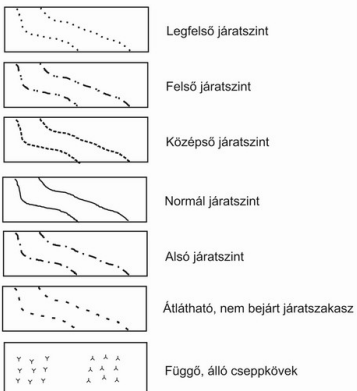 Legfelső járatszint
Felső járatszint
Középső járatszint
Normál járatszint
Alsó járatszint
Átlátható, nem bejárt járatszakasz
Függő, álló cseppkövek